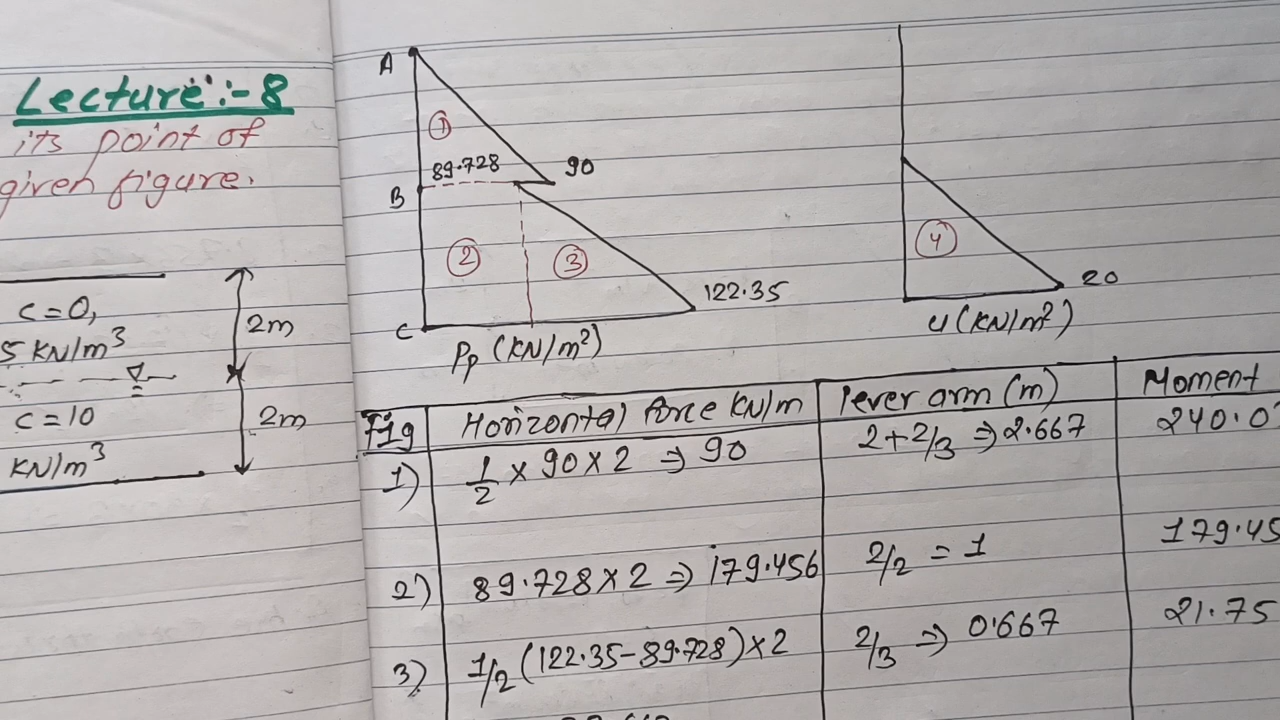 Lecture:-8
its point of
given figure.
c=0,
5 KN/m³
2m
c=10
KN/m³
2m
A
①
89.728
90
B
②
③
122.35
C
Pp (KN/m²)
④
20
u (KN/m²)
Fig Horizontal force KN/m lever arm (m) Moment
1) 1/2 × 90 × 2 ⇒ 90 2+2/3 ⇒ 2.667 240.0
2) 89.728 × 2 ⇒ 179.456 2/2 = 1 179.45
3) 1/2 (122.35-89.728) × 2 2/3 ⇒ 0.667 21.75